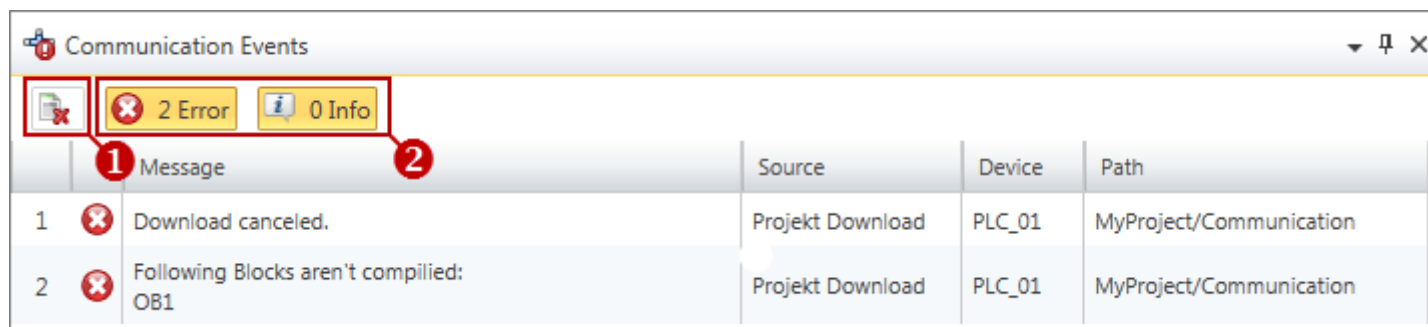 Communication Events
2 Error 0 Info
1 2
Message Source Device Path
1 Download canceled. Projekt Download PLC_01 MyProject/Communication
2 Following Blocks aren't compilied: Projekt Download PLC_01 MyProject/Communication
OB1